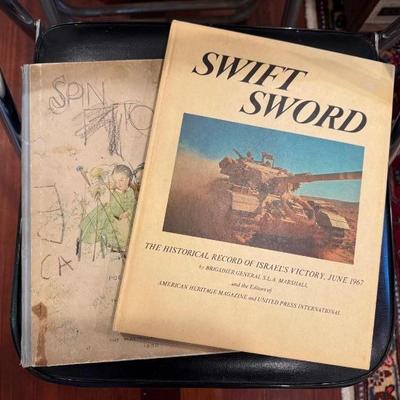 SWIFT
SWORD
THE HISTORICAL RECORD OF ISRAEL'S VICTORY, JUNE 1967
by BRIGADIER GENERAL S.L.A. MARSHALL
and the Editors of
AMERICAN HERITAGE MAGAZINE and UNITED PRESS INTERNATIONAL
SPIN
CA